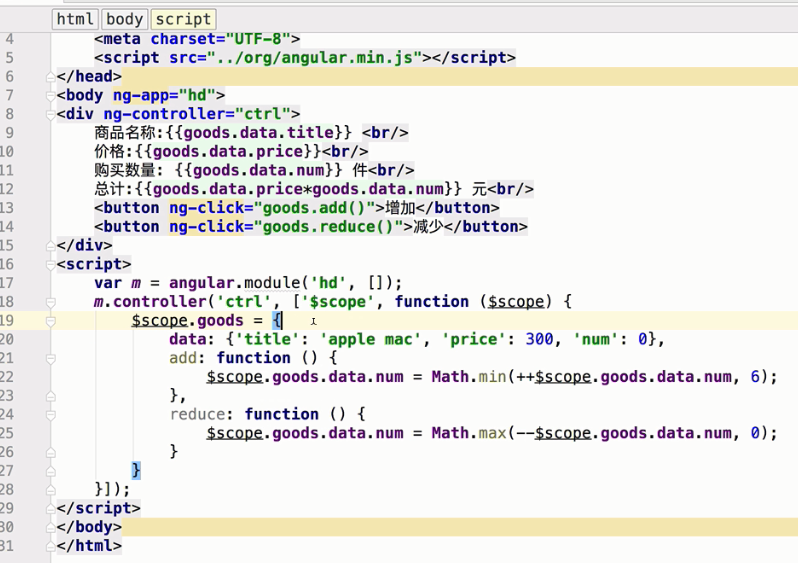 html body script
4 <meta charset="UTF-8">
5 <script src="../org/angular.min.js"></script>
6 </head>
7 <body ng-app="hd">
8 <div ng-controller="ctrl">
9 商品名称:{{goods.data.title}} <br/>
10 价格:{{goods.data.price}}<br/>
11 购买数量: {{goods.data.num}} 件<br/>
12 总计:{{goods.data.price*goods.data.num}} 元<br/>
13 <button ng-click="goods.add()">增加</button>
14 <button ng-click="goods.reduce()">减少</button>
15 </div>
16 <script>
17 var m = angular.module('hd', []);
18 m.controller('ctrl', ['$scope', function ($scope) {
19 $scope.goods = {
20 data: {'title': 'apple mac', 'price': 300, 'num': 0},
21 add: function () {
22 $scope.goods.data.num = Math.min(++$scope.goods.data.num, 6);
23 },
24 reduce: function () {
25 $scope.goods.data.num = Math.max(--$scope.goods.data.num, 0);
26 }
27 }
28 }]);
29 </script>
30 </body>
31 </html>